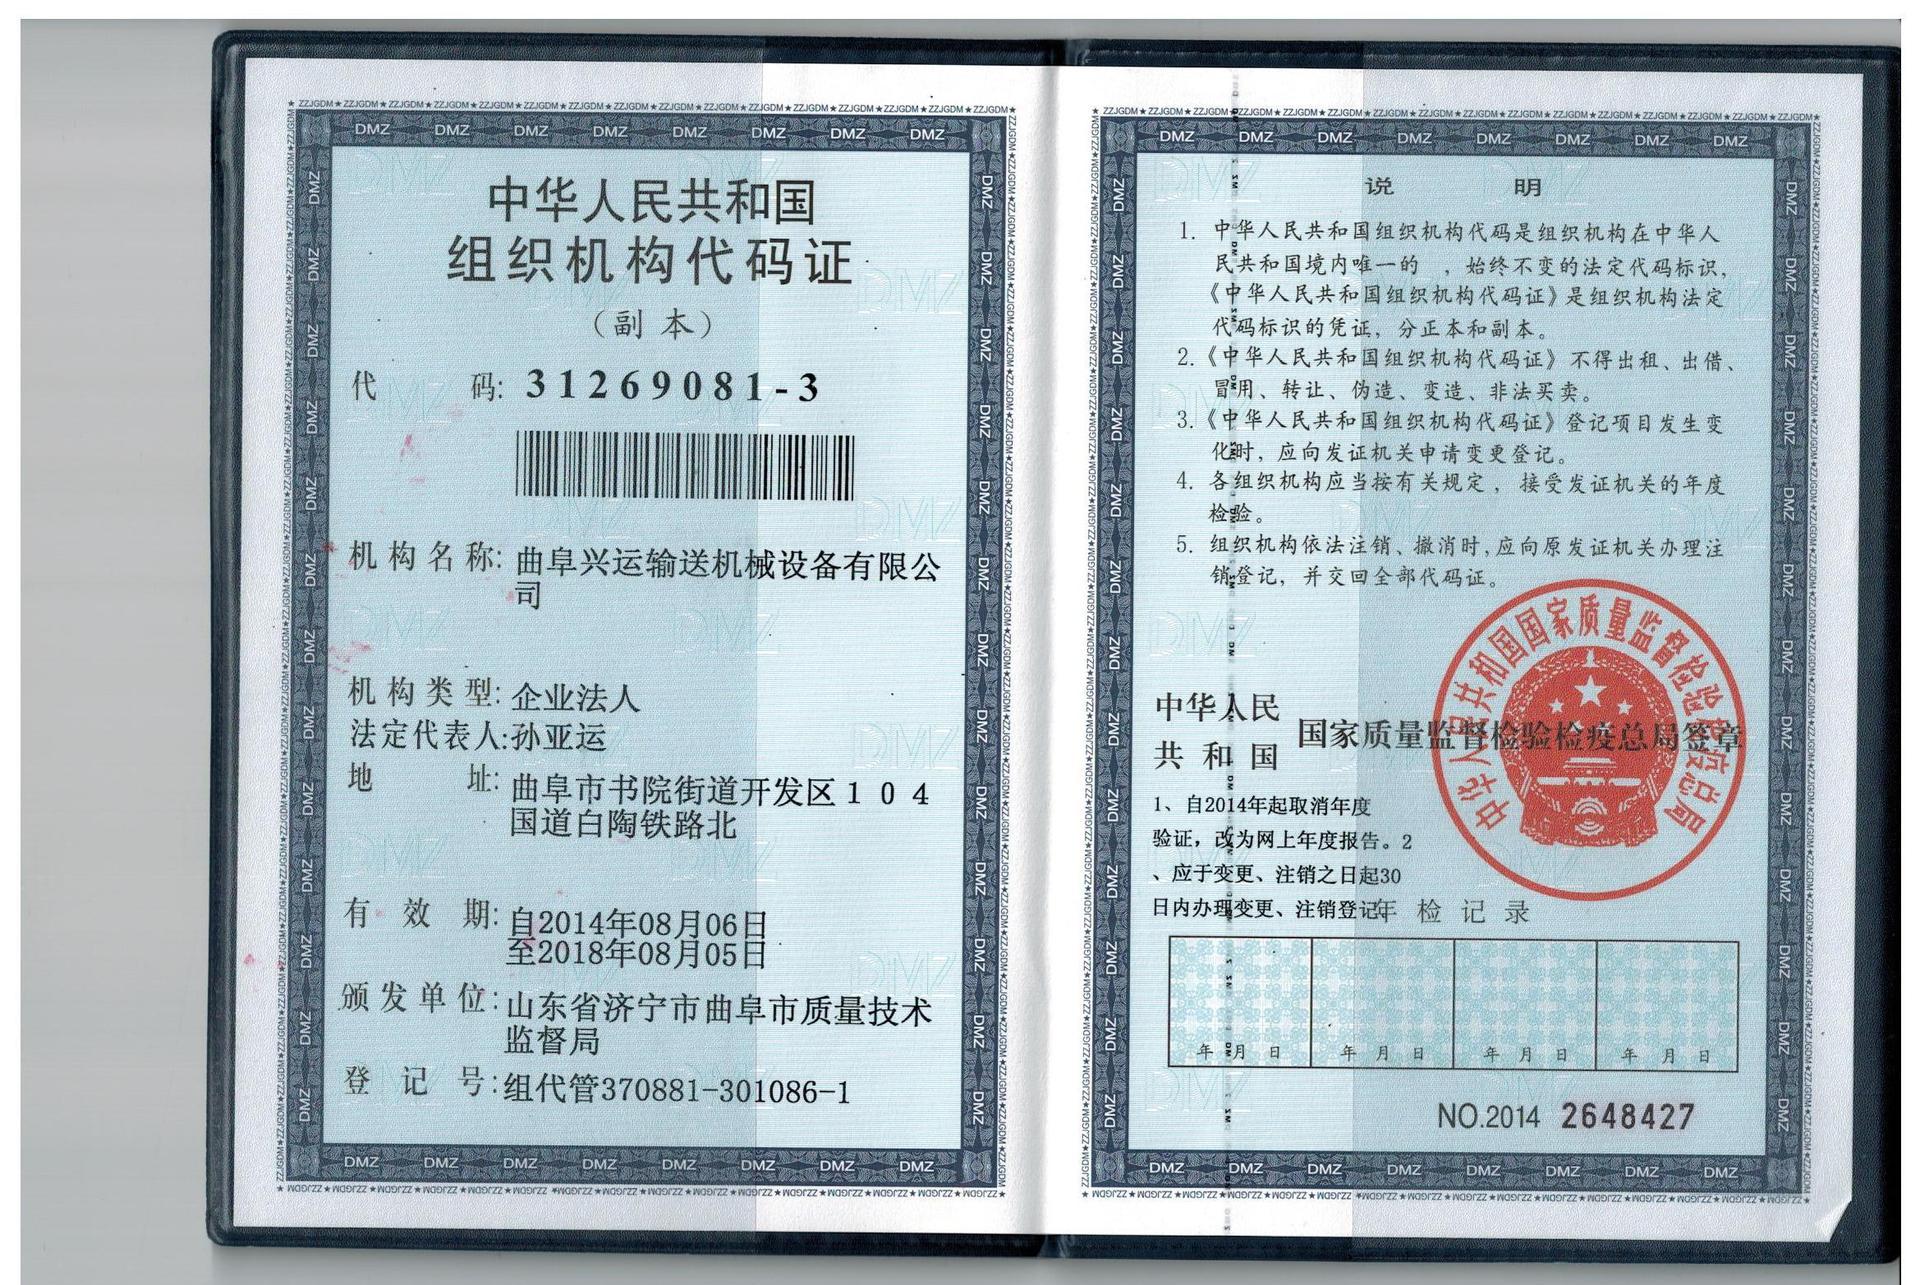 中华人民共和国
组织机构代码证
（副 本）
代 码: 31269081-3
机构名称: 曲阜兴运输送机械设备有限公
司
机构类型: 企业法人
法定代表人:孙亚运
地 址: 曲阜市书院街道开发区１０４
国道白陶铁路北
有 效 期: 自2014年08月06日
至2018年08月05日
颁发单位: 山东省济宁市曲阜市质量技术
监督局
登 记 号: 组代管370881-301086-1
说 明
1. 中华人民共和国组织机构代码是组织机构在中华人
民共和国境内唯一的 ，始终不变的法定代码标识，
《中华人民共和国组织机构代码证》是组织机构法定
代码标识的凭证，分正本和副本。
2.《中华人民共和国组织机构代码证》不得出租、出借、
冒用、转让、伪造、变造、非法买卖。
3.《中华人民共和国组织机构代码证》登记项目发生变
化时，应向发证机关申请变更登记。
4. 各组织机构应当按有关规定，接受发证机关的年度
检验。
5. 组织机构依法注销、撤消时,应向原发证机关办理注
销登记，并交回全部代码证。
中华人民共和国国家质量监督检验检疫总局
中华人民
共和国 国家质量监督检验检疫总局签章
1、自2014年起取消年度
验证，改为网上年度报告。2
、应于变更、注销之日起30
日内办理变更、注销登记。
年检记录
年 月 日 年 月 日 年 月 日 年 月 日
NO.2014 2648427